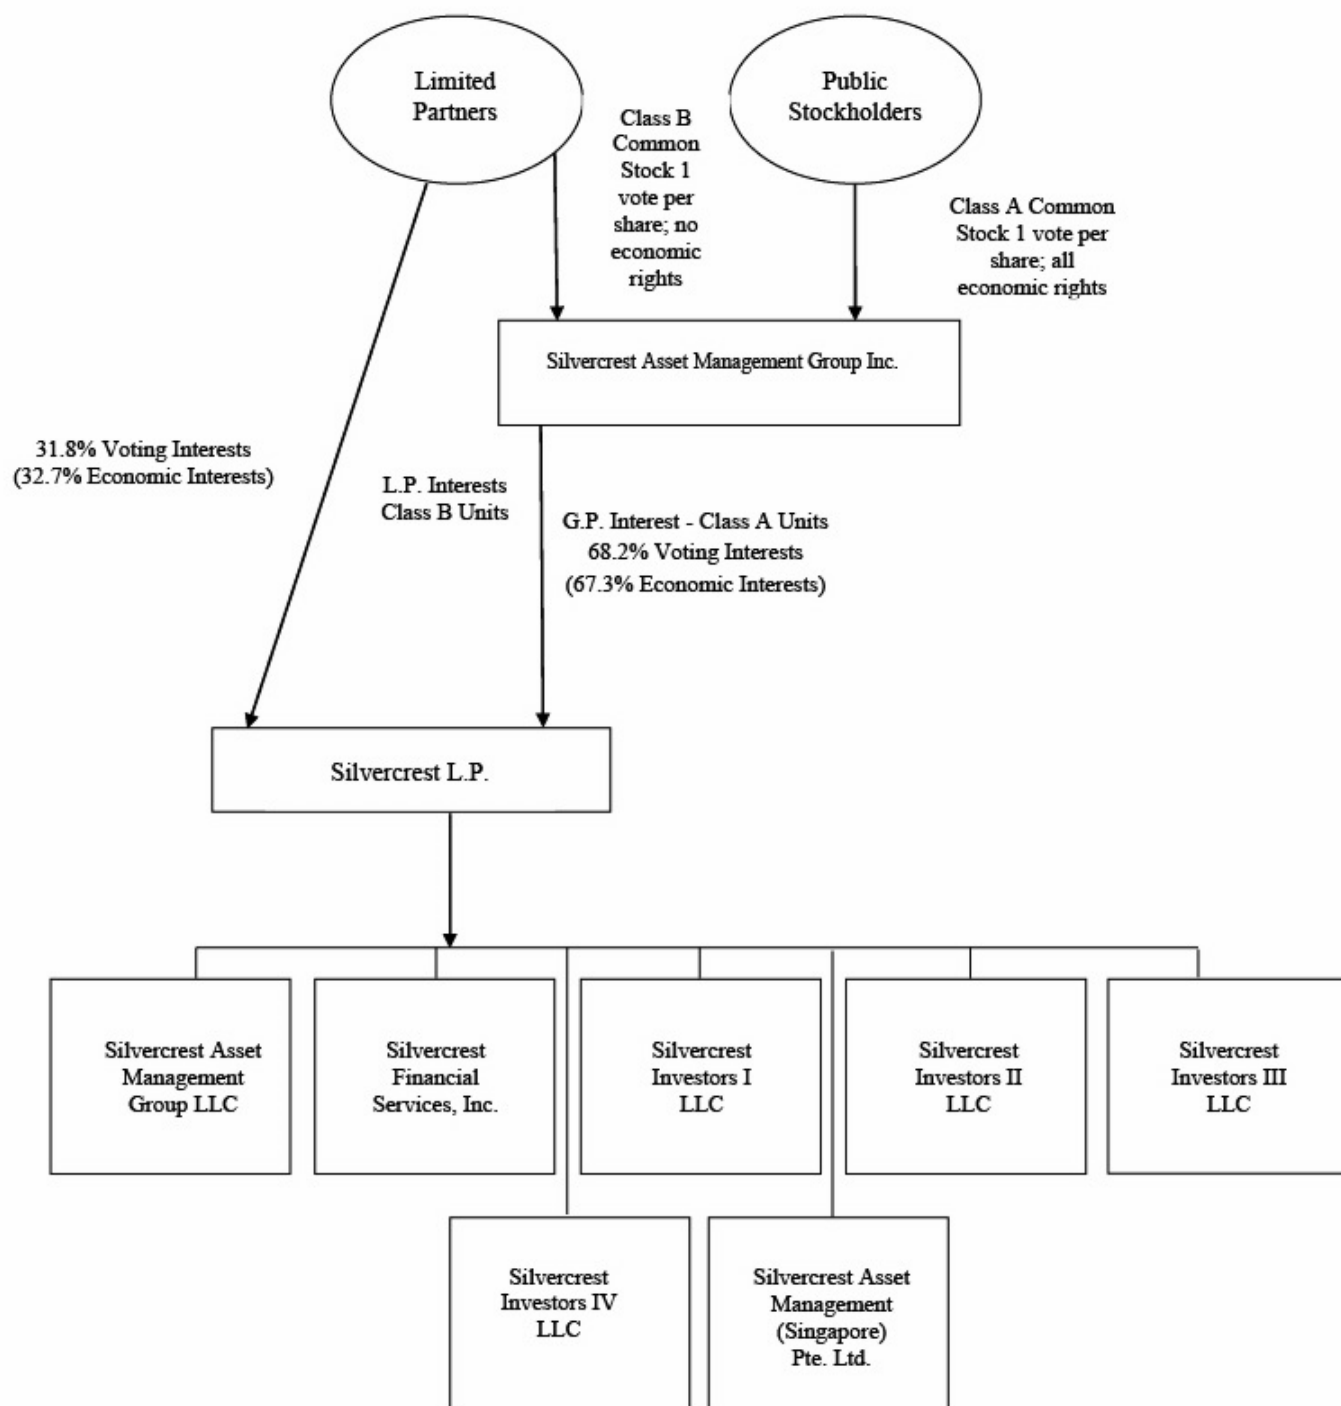 Limited
Partners
Public
Stockholders
Class B
Common
Stock 1
vote per
share; no
economic
rights
Class A Common
Stock 1 vote per
share; all
economic rights
Silvercrest Asset Management Group Inc.
31.8% Voting Interests
(32.7% Economic Interests)
L.P. Interests
Class B Units
G.P. Interest - Class A Units
68.2% Voting Interests
(67.3% Economic Interests)
Silvercrest L.P.
Silvercrest Asset
Management
Group LLC
Silvercrest
Financial
Services, Inc.
Silvercrest
Investors I
LLC
Silvercrest
Investors II
LLC
Silvercrest
Investors III
LLC
Silvercrest
Investors IV
LLC
Silvercrest Asset
Management
(Singapore)
Pte. Ltd.